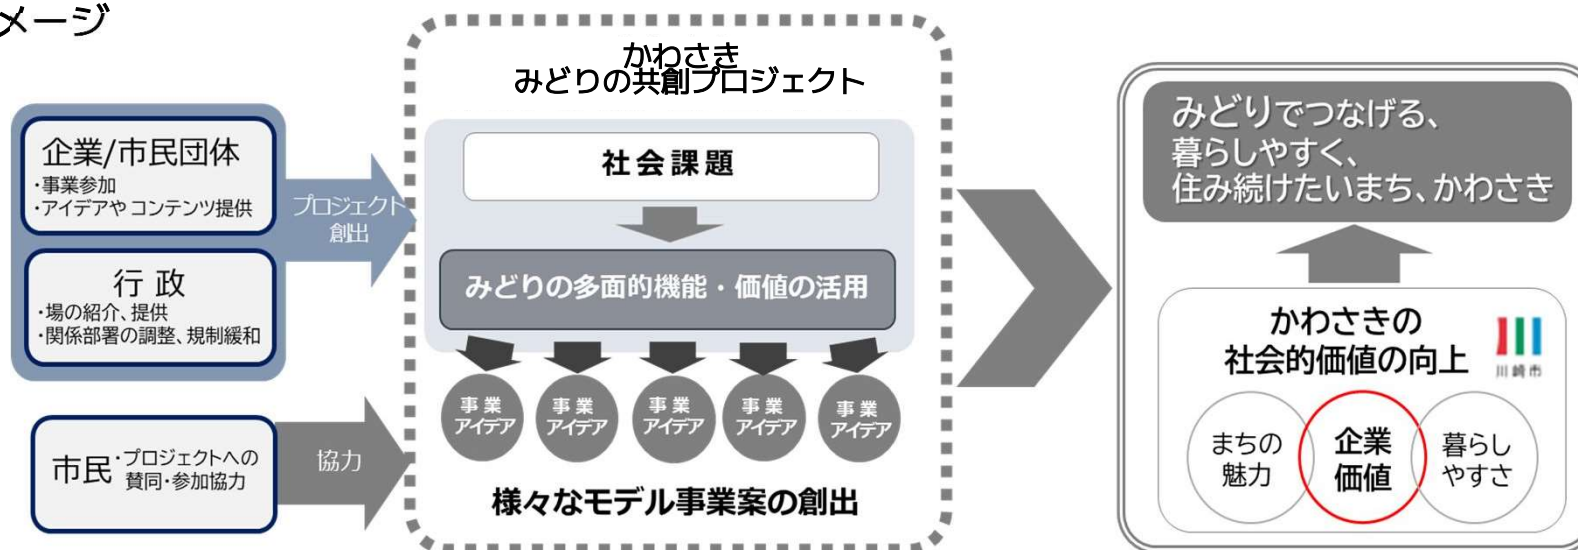 メージ
企業/市民団体
・事業参加
・アイデアや コンテンツ提供
行 政
・場の紹介、提供
・関係部署の調整、規制緩和
プロジェクト
創出
市民
・プロジェクトへの
賛同・参加協力
協力
かわさき
みどりの共創プロジェクト
社会課題
みどりの多面的機能・価値の活用
事業
アイデア
事業
アイデア
事業
アイデア
事業
アイデア
事業
アイデア
様々なモデル事業案の創出
みどりでつなげる、
暮らしやすく、
住み続けたいまち、かわさき
かわさきの
社会的価値の向上
川崎市
まちの
魅力
企業
価値
暮らし
やすさ